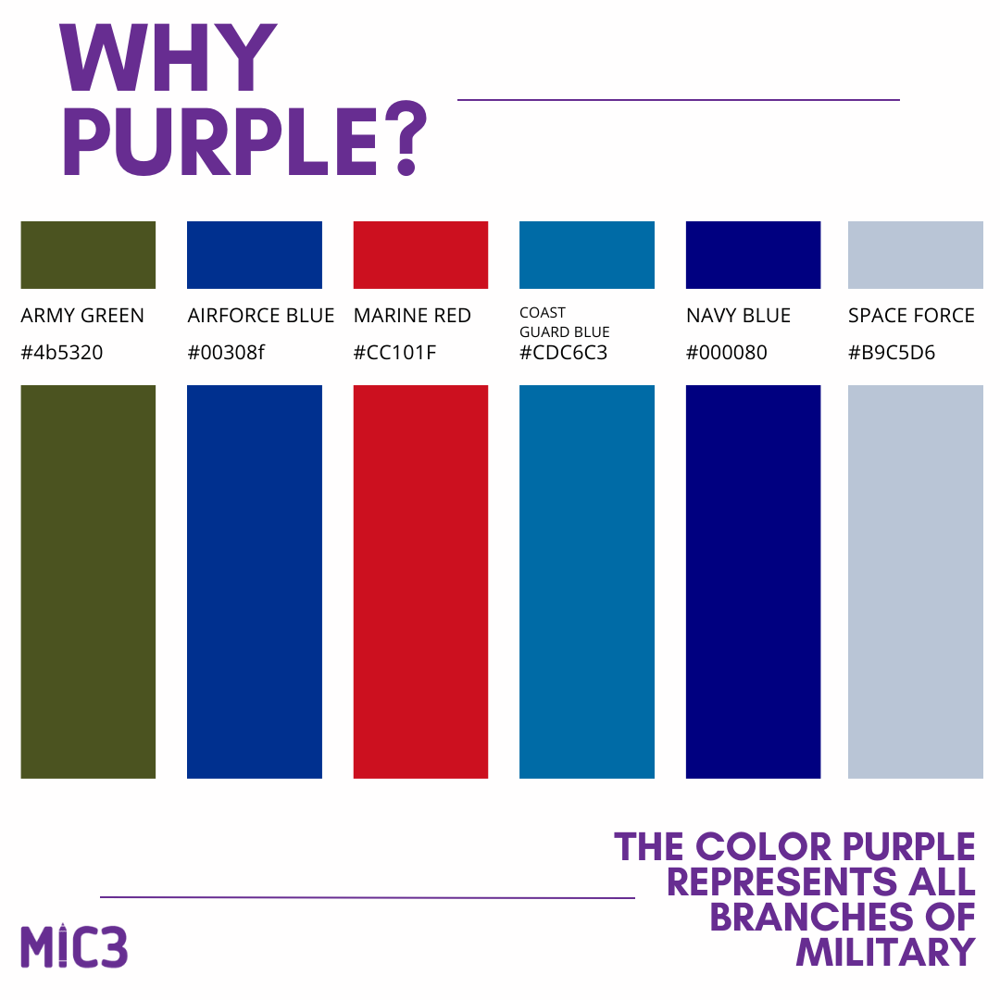 WHY
PURPLE?
ARMY GREEN
#4b5320
AIRFORCE BLUE
#00308f
MARINE RED
#CC101F
COAST
GUARD BLUE
#CDC6C3
NAVY BLUE
#000080
SPACE FORCE
#B9C5D6
THE COLOR PURPLE
REPRESENTS ALL
BRANCHES OF
MILITARY
MIC3